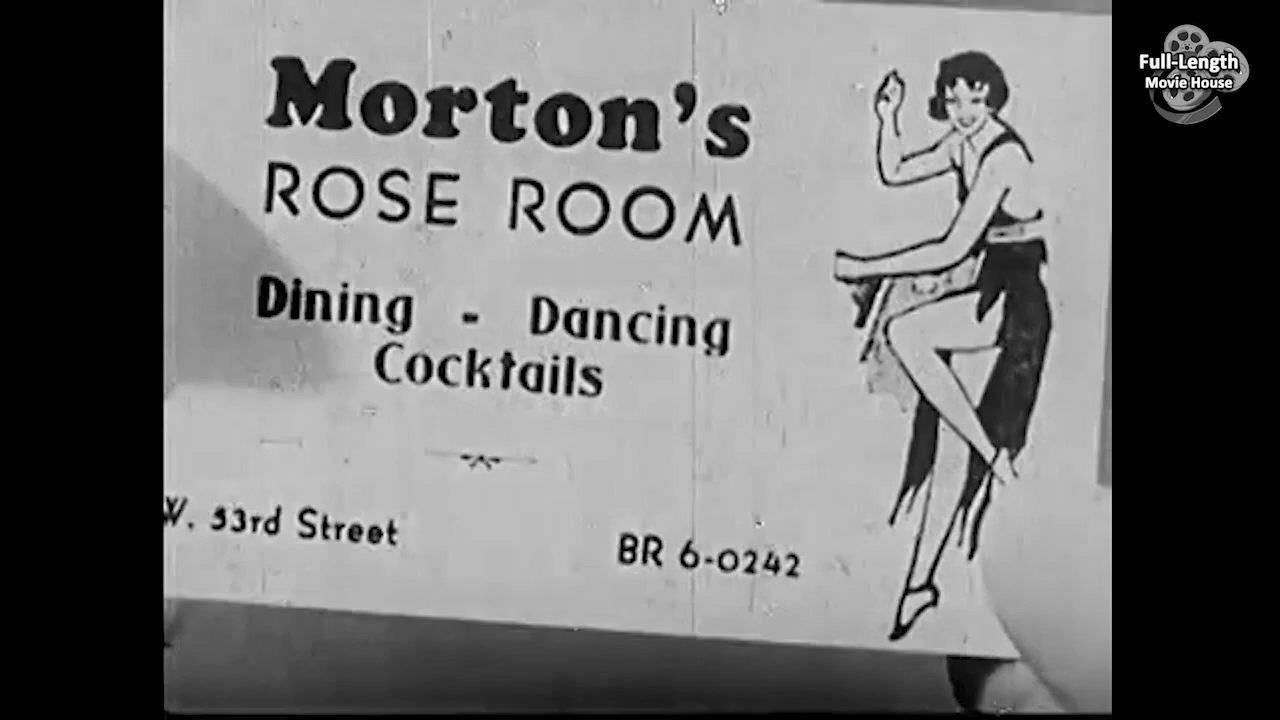 Morton's
ROSE ROOM
Dining - Dancing
Cocktails
W. 53rd Street
BR 6-0242
Full-Length
Movie House